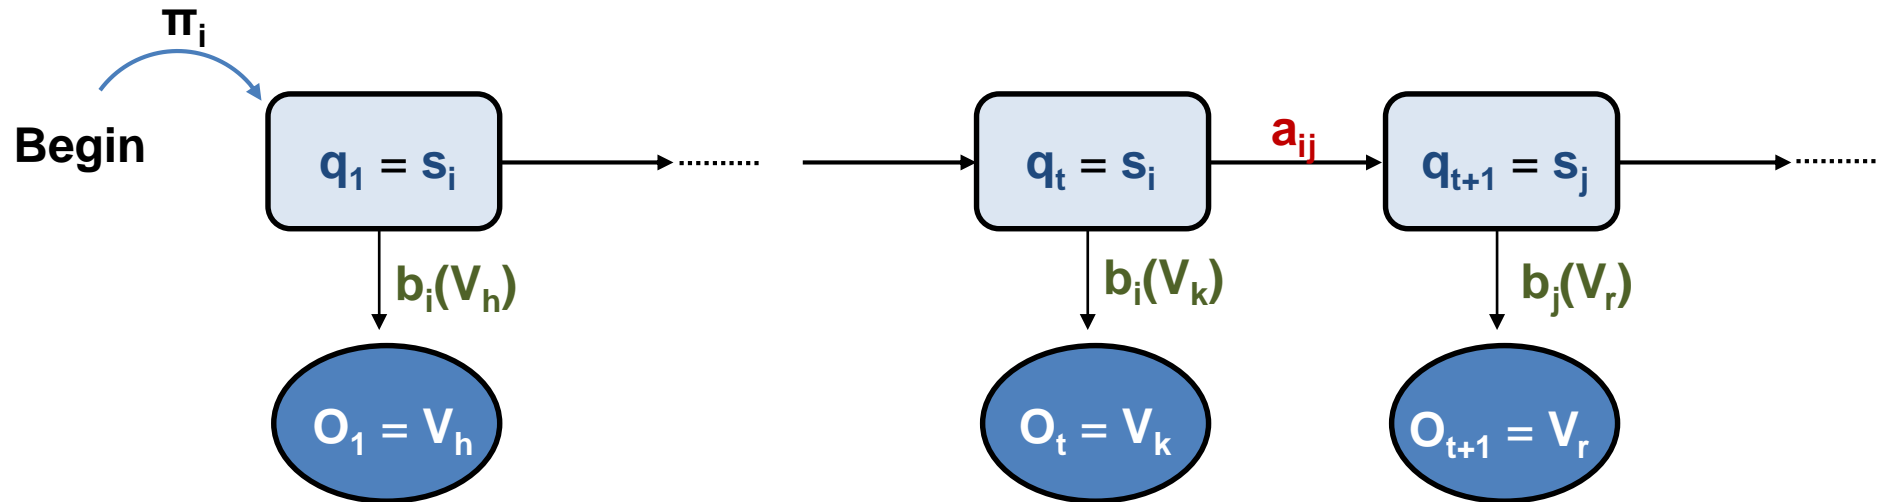 πᵢ
Begin
q₁ = sᵢ
qₜ = sᵢ
aᵢⱼ
qₜ₊₁ = sⱼ
bᵢ(Vₕ)
bᵢ(Vₖ)
bⱼ(Vᵣ)
O₁ = Vₕ
Oₜ = Vₖ
Oₜ₊₁ = Vᵣ